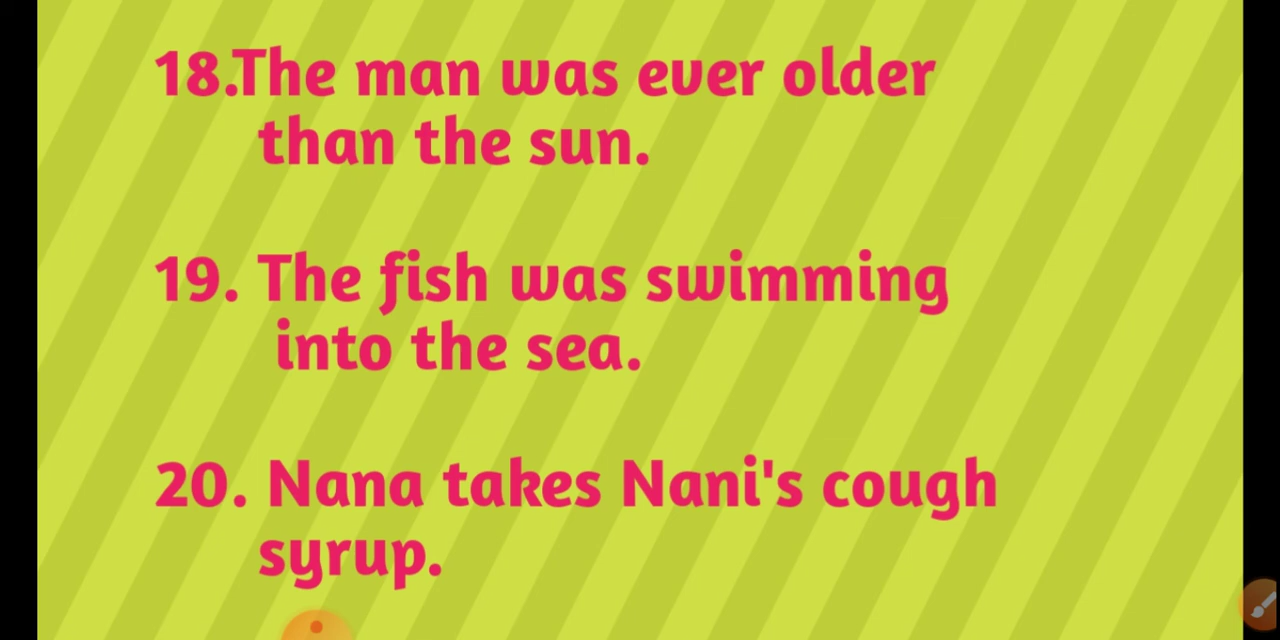 18.The man was ever older
than the sun.
19. The fish was swimming
into the sea.
20. Nana takes Nani's cough
syrup.